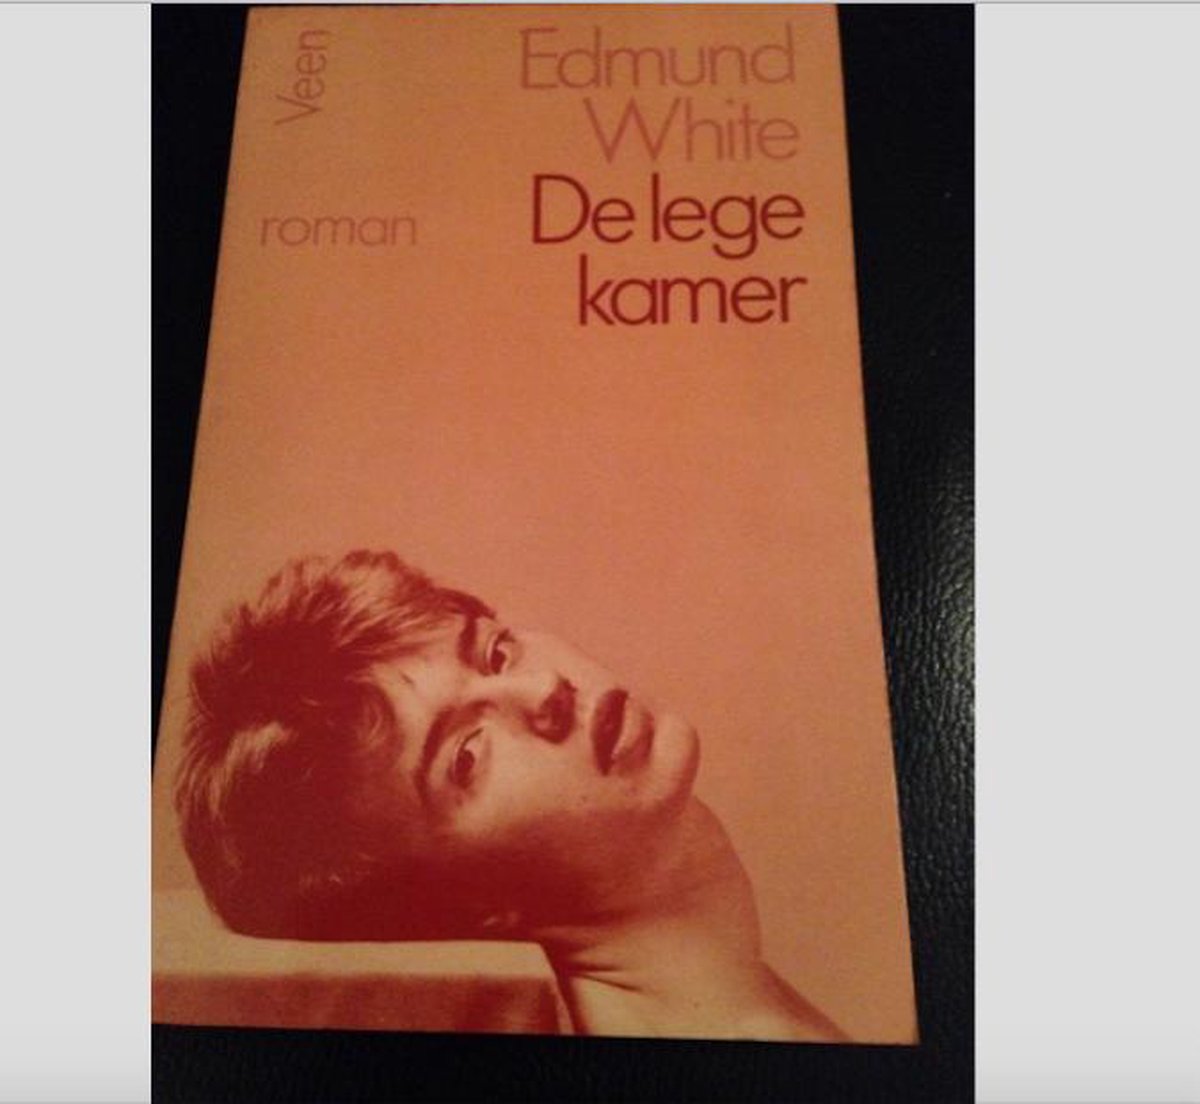 Veen
Edmund
White
De lege
kamer
roman